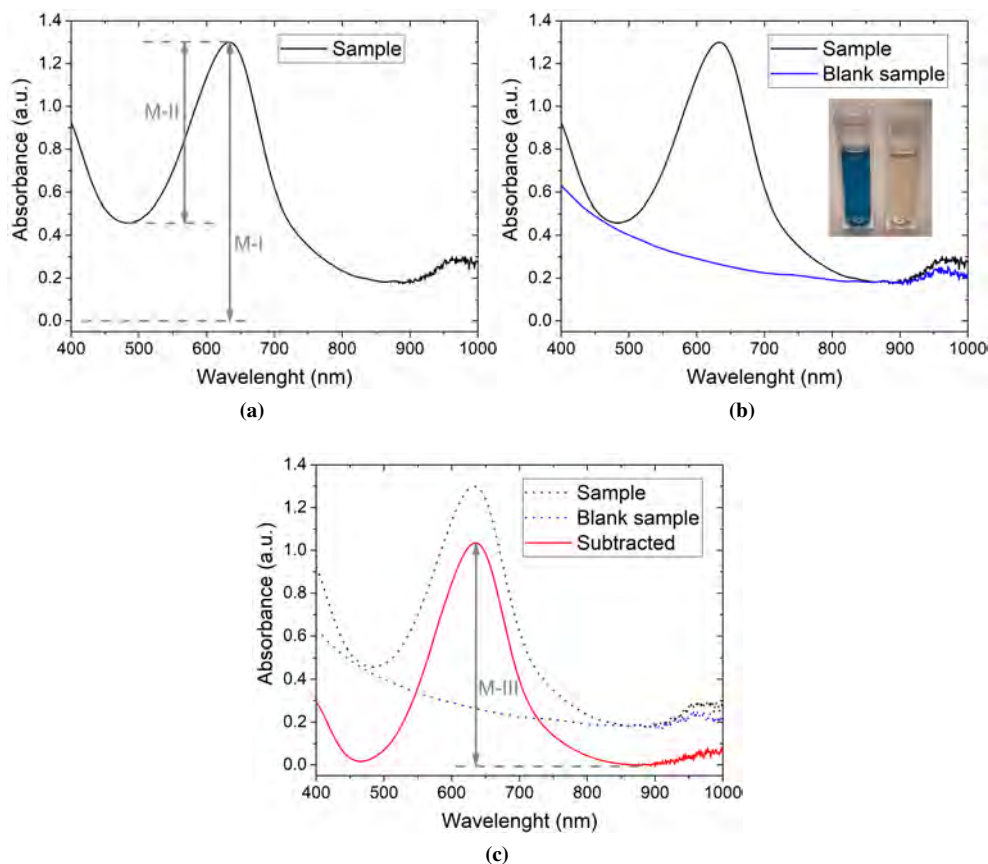 Absorbance (a.u.)
1.4
1.2
1.0
0.8
0.6
0.4
0.2
0.0
Sample
M-II
M-I
400 500 600 700 800 900 1000
Wavelenght (nm)
(a)
Absorbance (a.u.)
1.4
1.2
1.0
0.8
0.6
0.4
0.2
0.0
Sample
Blank sample
400 500 600 700 800 900 1000
Wavelenght (nm)
(b)
Absorbance (a.u.)
1.4
1.2
1.0
0.8
0.6
0.4
0.2
0.0
Sample
Blank sample
Subtracted
M-III
400 500 600 700 800 900 1000
Wavelenght (nm)
(c)